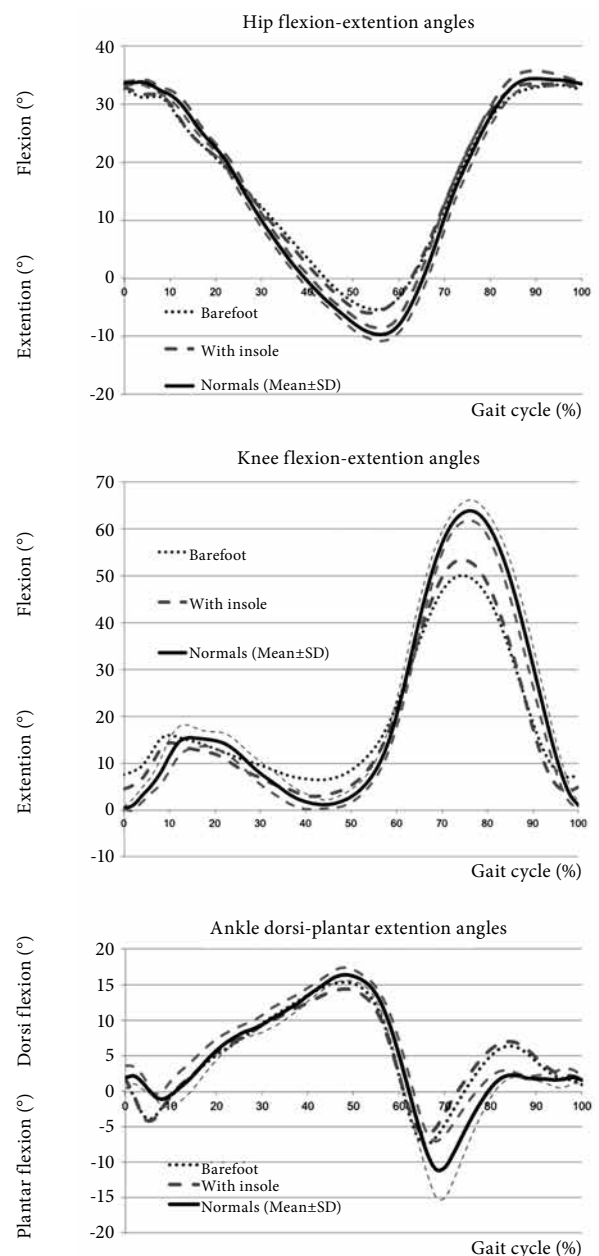 Hip flexion-extention angles
40
30
20
10
0
-10
-20
Flexion (°)
Extention (°)
0 10 20 30 40 50 60 70 80 90 100
Barefoot
With insole
Normals (Mean±SD)
Gait cycle (%)
Knee flexion-extention angles
70
60
50
40
30
20
10
0
-10
Flexion (°)
Extention (°)
0 10 20 30 40 50 60 70 80 90 100
Barefoot
With insole
Normals (Mean±SD)
Gait cycle (%)
Ankle dorsi-plantar extention angles
20
15
10
5
0
-5
-10
-15
-20
Dorsi flexion (°)
Plantar flexion (°)
0 10 20 30 40 50 60 70 80 90 100
Barefoot
With insole
Normals (Mean±SD)
Gait cycle (%)